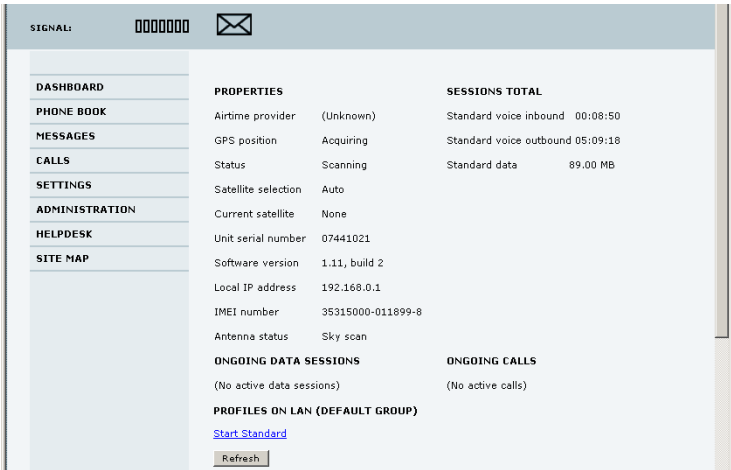 SIGNAL:
DASHBOARD
PHONE BOOK
MESSAGES
CALLS
SETTINGS
ADMINISTRATION
HELPDESK
SITE MAP
PROPERTIES
Airtime provider (Unknown)
GPS position Acquiring
Status Scanning
Satellite selection Auto
Current satellite None
Unit serial number 07441021
Software version 1.11, build 2
Local IP address 192.168.0.1
IMEI number 35315000-011899-8
Antenna status Sky scan
SESSIONS TOTAL
Standard voice inbound 00:08:50
Standard voice outbound 05:09:18
Standard data 89.00 MB
ONGOING DATA SESSIONS
(No active data sessions)
ONGOING CALLS
(No active calls)
PROFILES ON LAN (DEFAULT GROUP)
Start Standard
Refresh